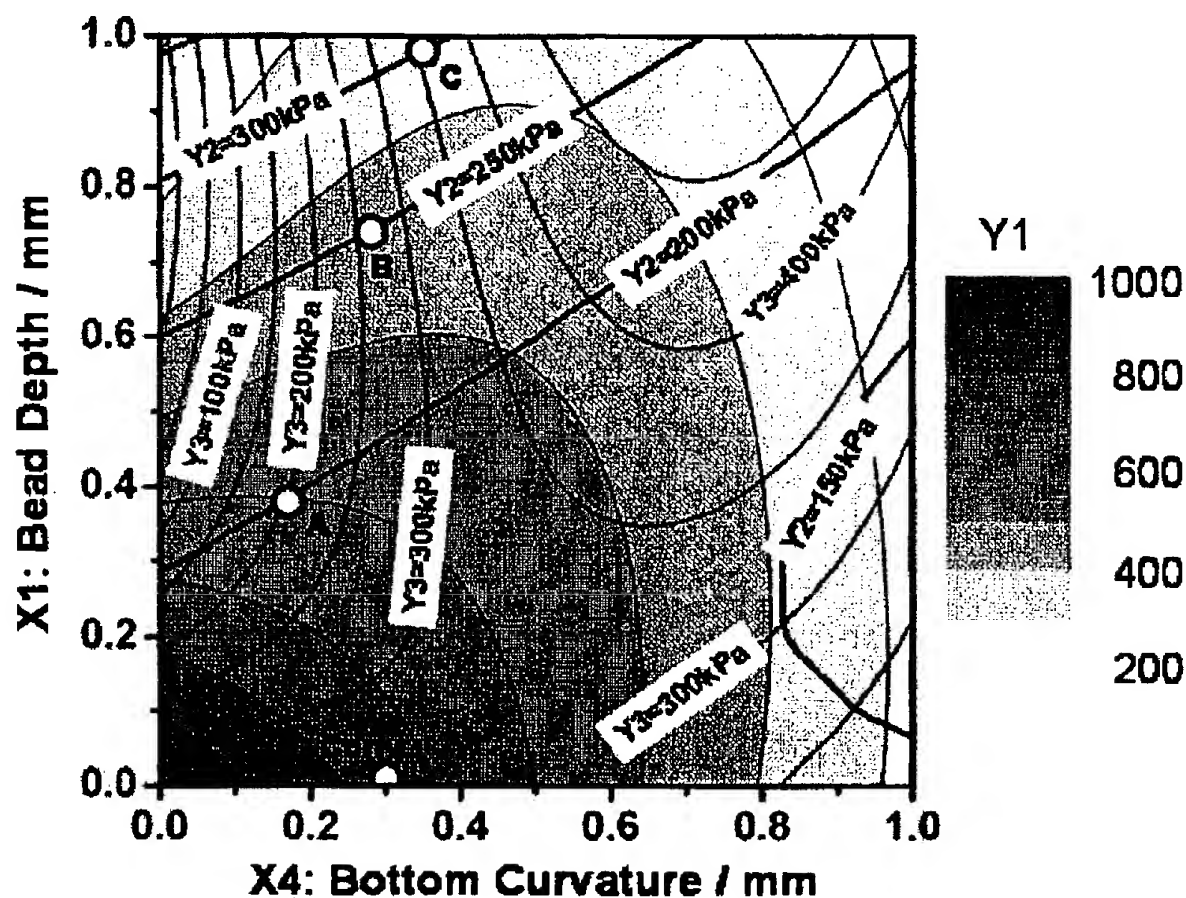 1.0
0.8
0.6
0.4
0.2
0.0
X1: Bead Depth / mm
Y2=300kPa
C
Y2=250kPa
B
Y2=200kPa
Y3=400kPa
Y3=100kPa
Y3=200kPa
A
Y3=300kPa
Y2=150kPa
Y3=300kPa
0.0 0.2 0.4 0.6 0.8 1.0
X4: Bottom Curvature / mm
Y1
1000
800
600
400
200